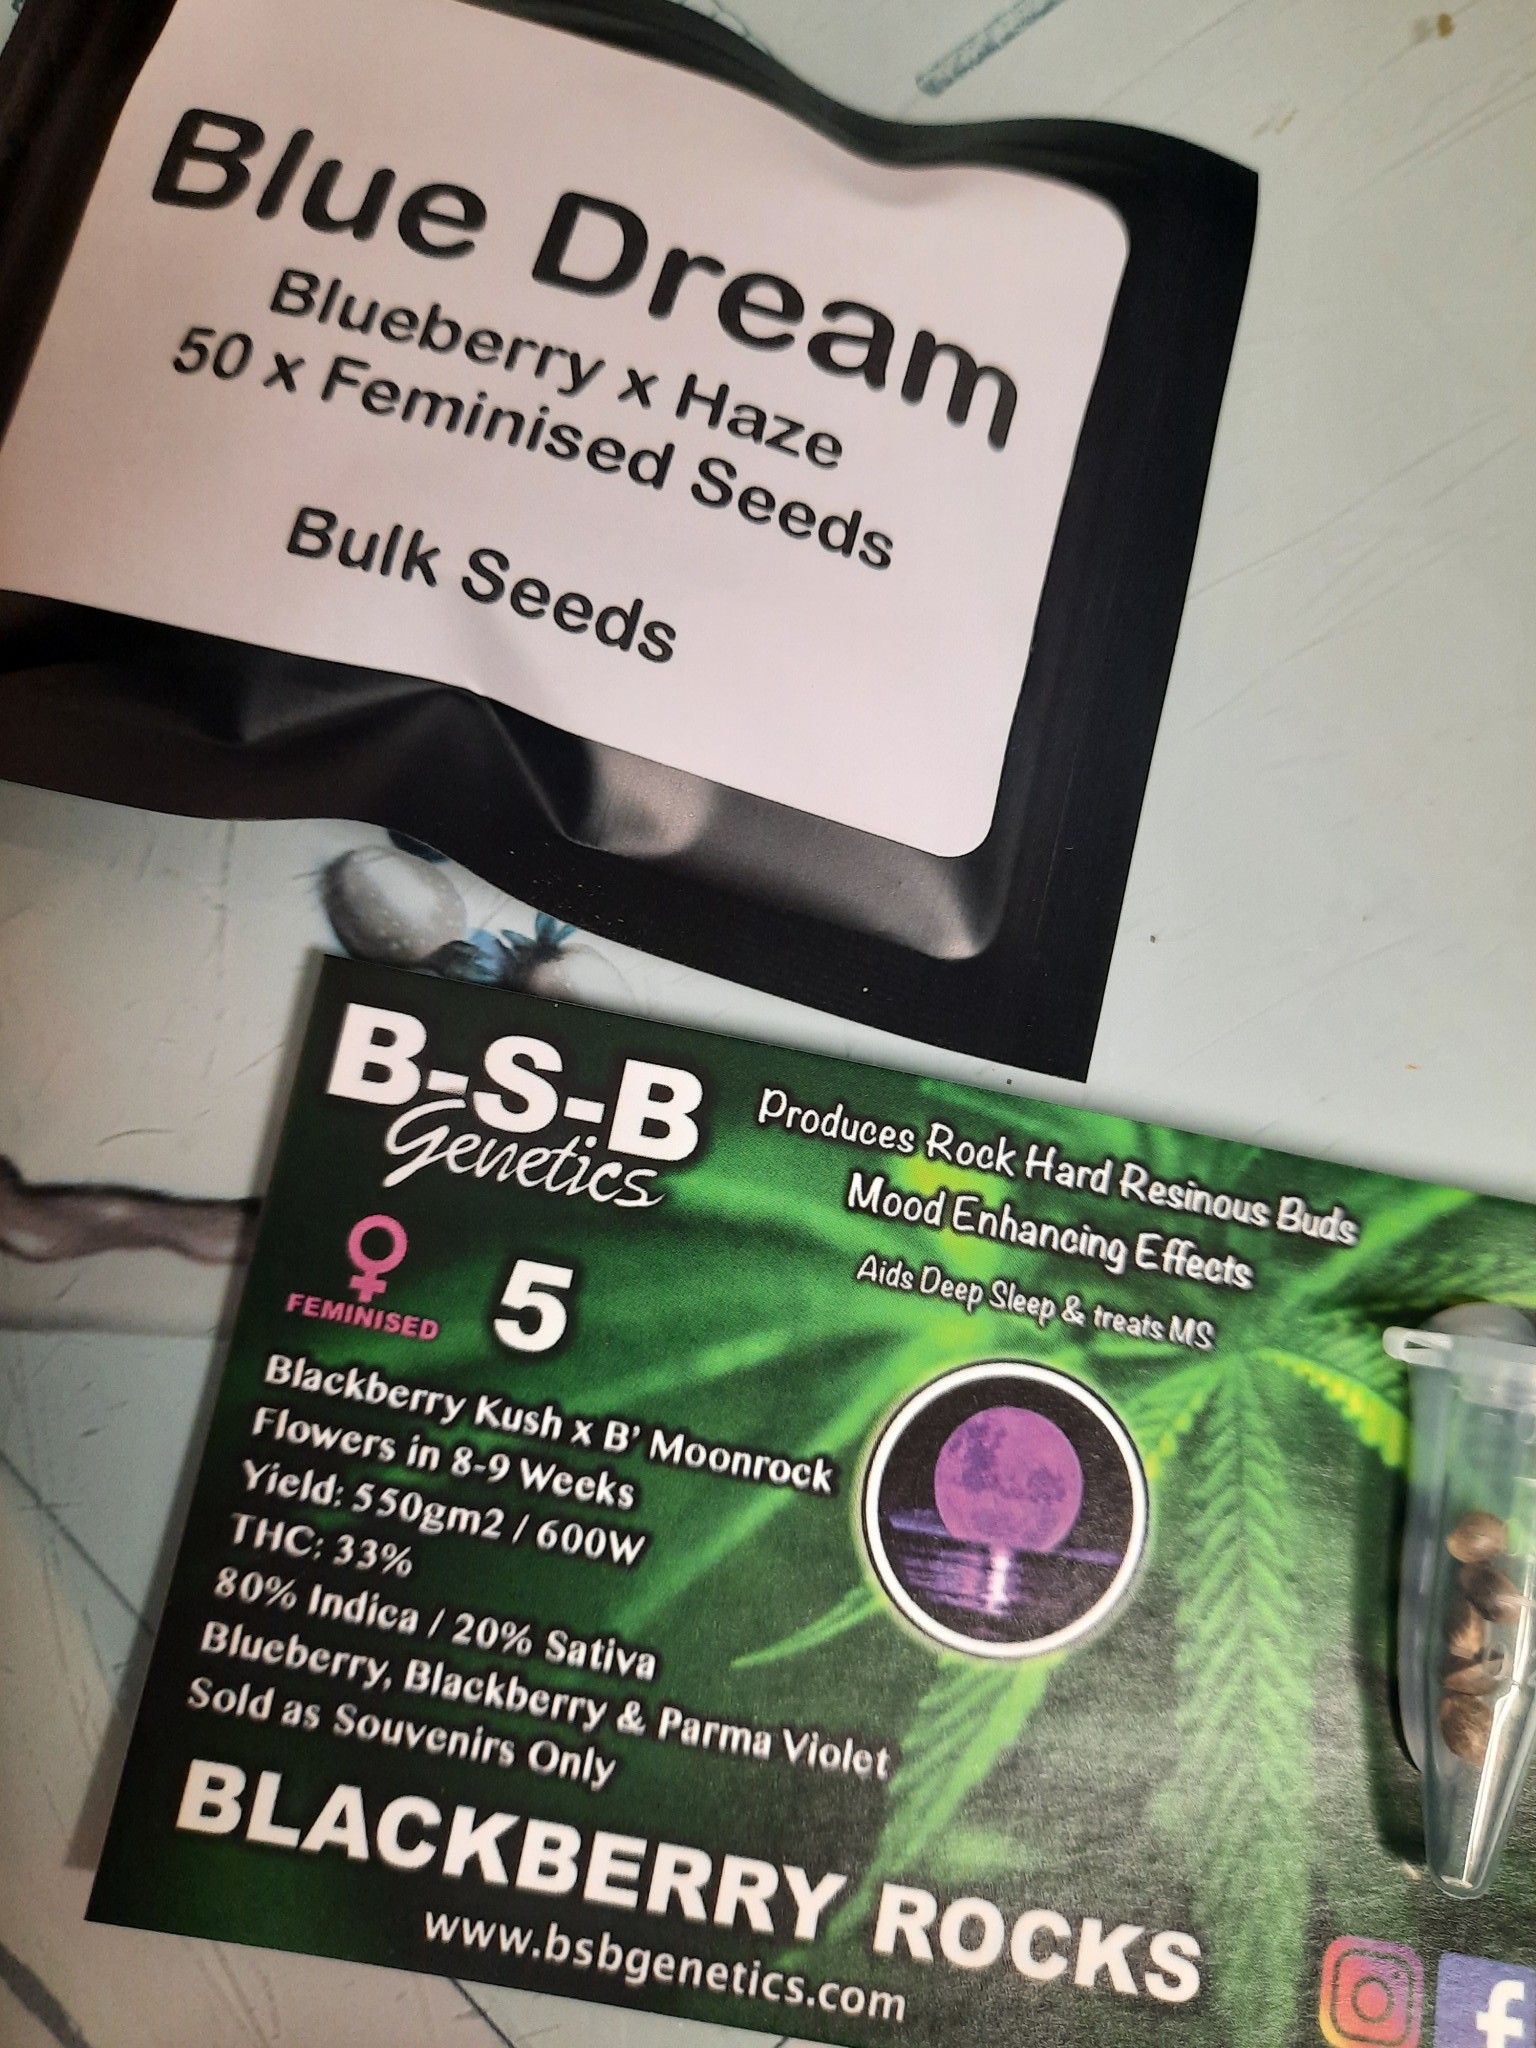 Blue Dream
Blueberry x Haze
50 x Feminised Seeds
Bulk Seeds
B-S-B
Genetics
FEMINISED
5
Produces Rock Hard Resinous Buds
Mood Enhancing Effects
Aids Deep Sleep & treats MS
Blackberry Kush x B' Moonrock
Flowers in 8-9 Weeks
Yield: 550gm2 / 600W
THC: 33%
80% Indica / 20% Sativa
Blueberry, Blackberry & Parma Violet
Sold as Souvenirs Only
BLACKBERRY ROCKS
www.bsbgenetics.com